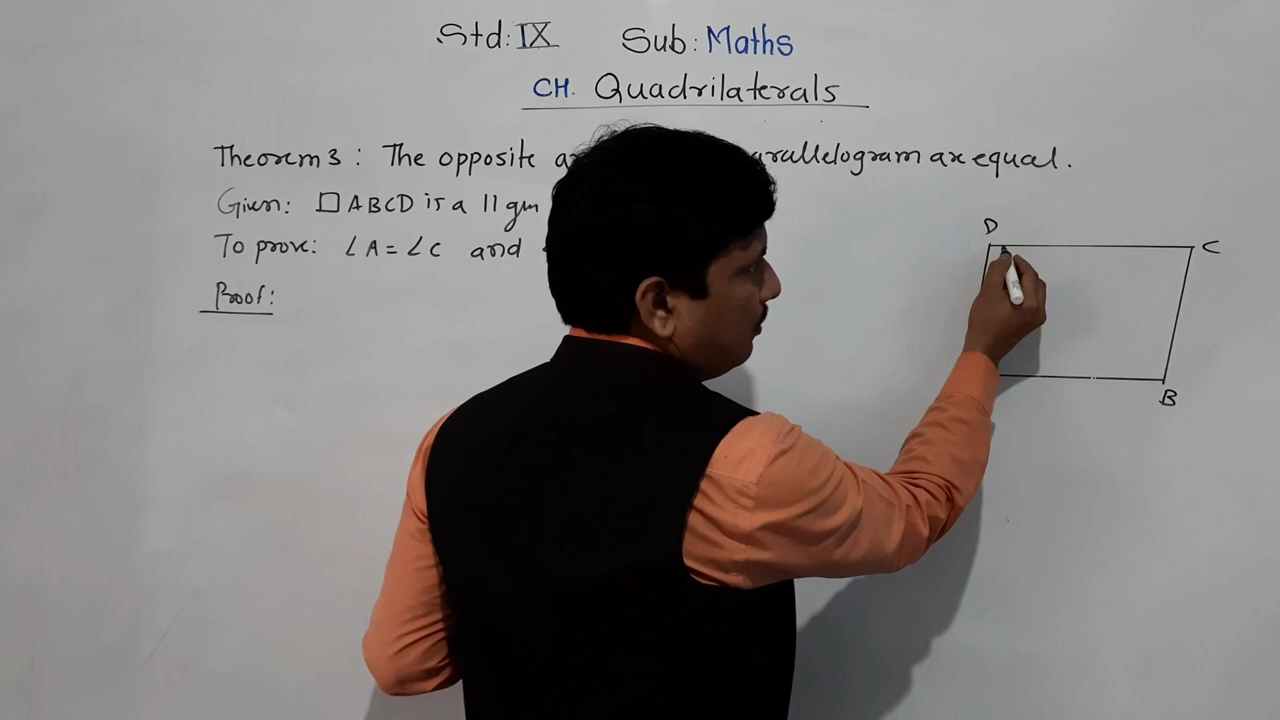 Std: IX Sub: Maths
CH. Quadrilaterals
Theorem 3: The opposite parallelogram are equal.
Given: □ABCD is a ||gm
To prove: ∠A = ∠C and
Proof:
D
C
B